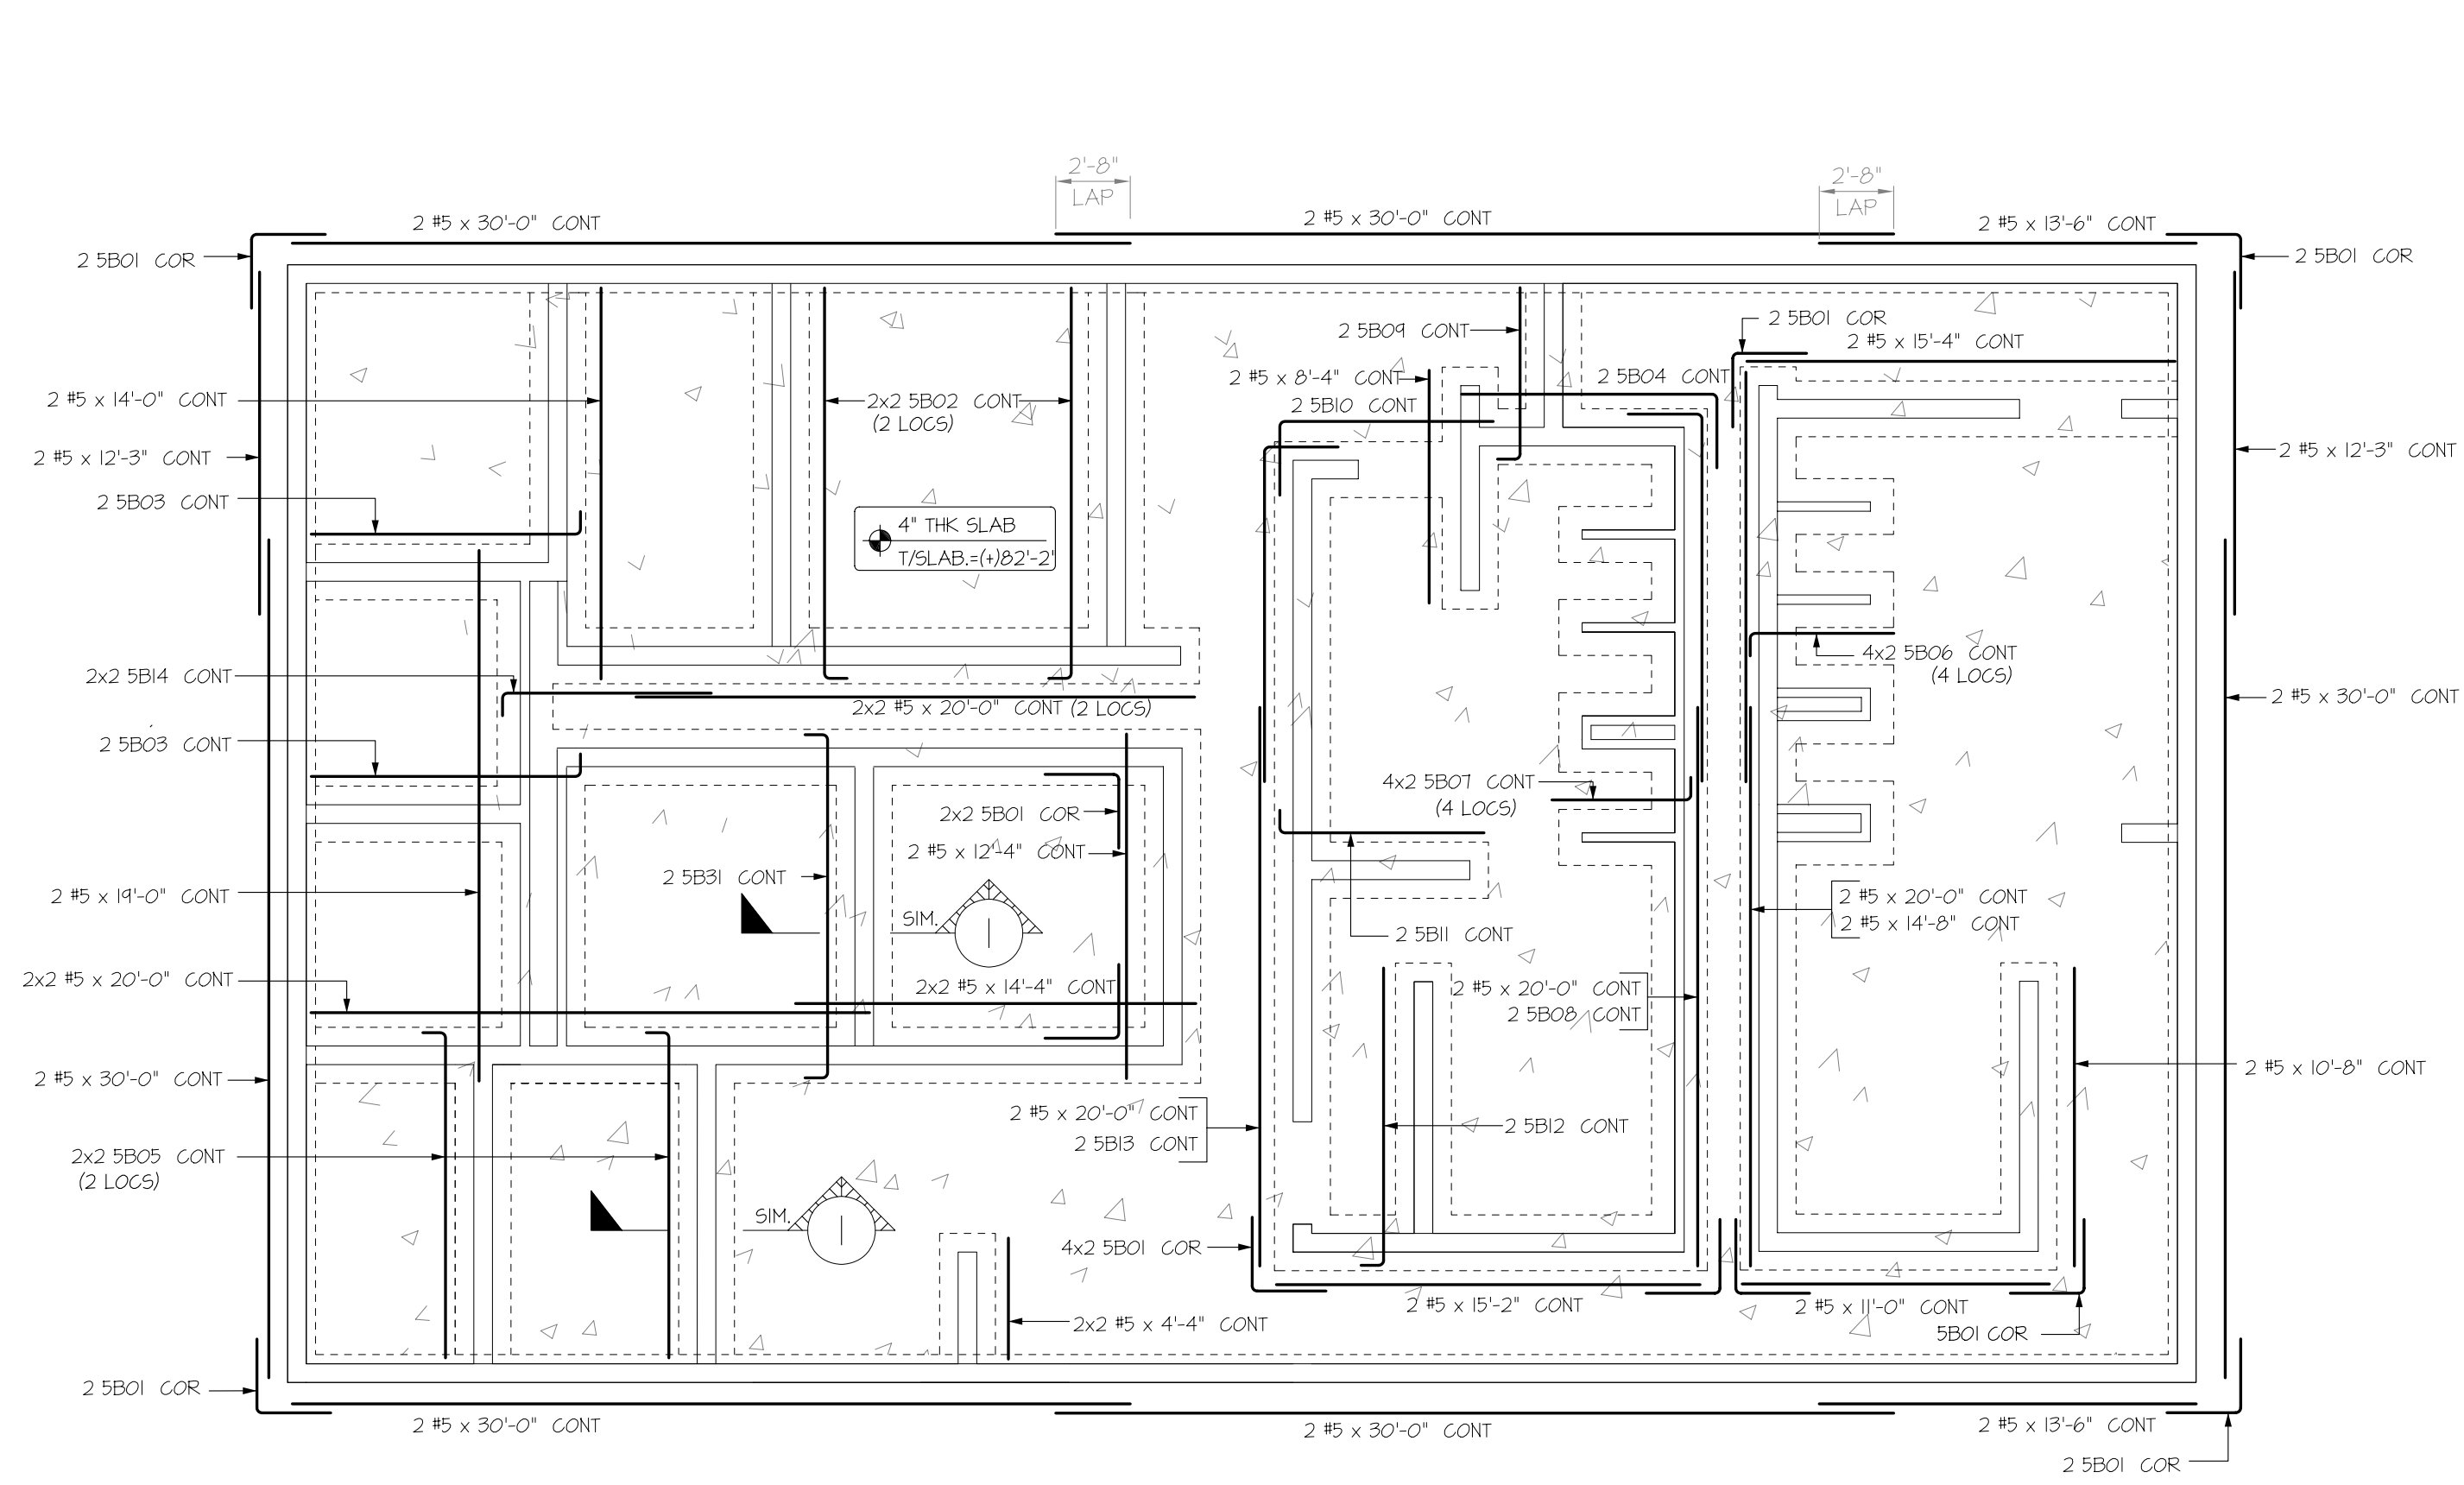 2'-8"
LAP
2'-8"
LAP
2 #5 x 30'-0" CONT
2 #5 x 30'-0" CONT
2 #5 x 13'-6" CONT
2 5B01 COR
2 5B01 COR
2 5B01 COR
2 #5 x 15'-4" CONT
2 5B09 CONT
2 #5 x 8'-4" CONT
2 5B04 CONT
2 5B10 CONT
2 #5 x 14'-0" CONT
2x2 5B02 CONT
(2 LOCS)
2 #5 x 12'-3" CONT
2 #5 x 12'-3" CONT
2 5B03 CONT
4" THK SLAB
T/SLAB.=(+)82'-2"
4x2 5B06 CONT
(4 LOCS)
2x2 5B14 CONT
2x2 #5 x 20'-0" CONT (2 LOCS)
2 #5 x 30'-0" CONT
2 5B03 CONT
4x2 5B07 CONT
(4 LOCS)
2x2 5B01 COR
2 #5 x 12'-4" CONT
2 5B31 CONT
2 #5 x 19'-0" CONT
2 #5 x 20'-0" CONT
2 #5 x 14'-8" CONT
SIM.
1
2 5B11 CONT
2x2 #5 x 20'-0" CONT
2x2 #5 x 14'-4" CONT
2 #5 x 20'-0" CONT
2 5B08 CONT
2 #5 x 30'-0" CONT
2 #5 x 10'-8" CONT
2 #5 x 20'-0" CONT
2 5B13 CONT
2 5B12 CONT
2x2 5B05 CONT
(2 LOCS)
SIM.
1
4x2 5B01 COR
2 #5 x 15'-2" CONT
2 #5 x 11'-0" CONT
2x2 #5 x 4'-4" CONT
5B01 COR
2 5B01 COR
2 #5 x 30'-0" CONT
2 #5 x 30'-0" CONT
2 #5 x 13'-6" CONT
2 5B01 COR